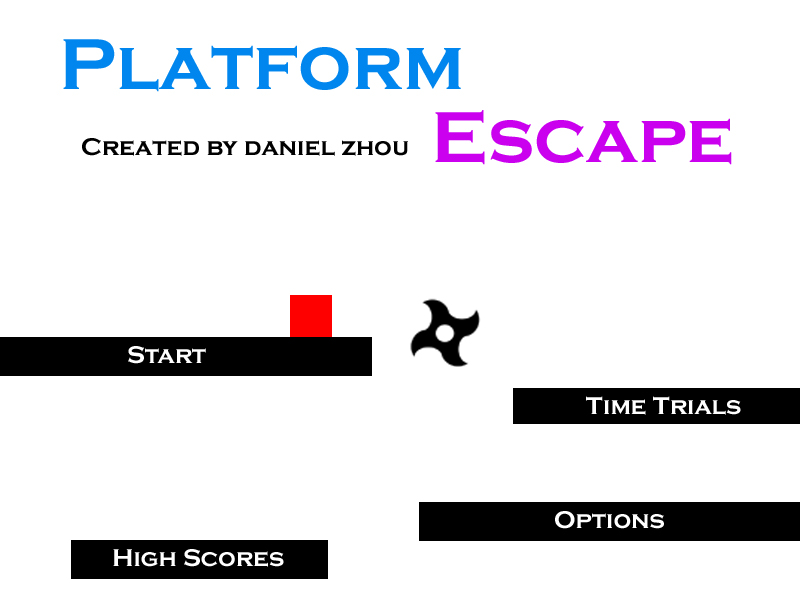 Platform
Escape
Created by daniel zhou
Start
Time Trials
Options
High Scores